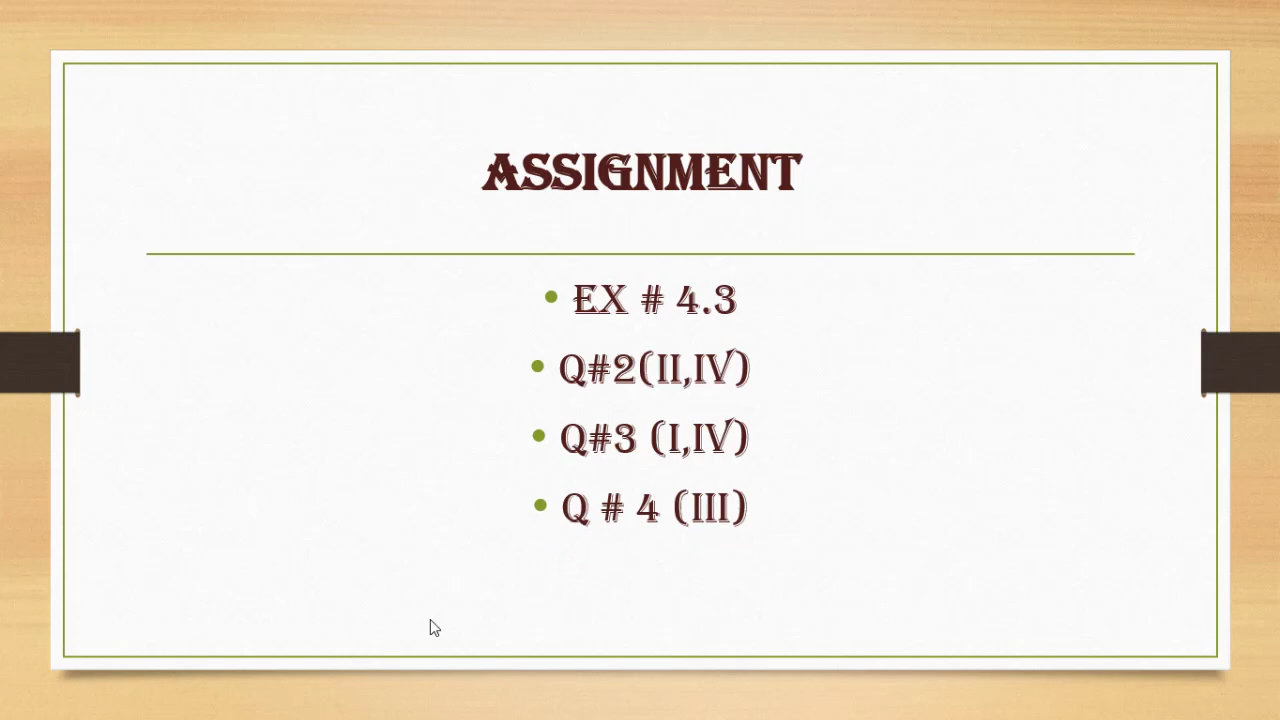 ASSIGNMENT
• EX # 4.3
• Q#2(II,IV)
• Q#3 (I,IV)
• Q # 4 (III)